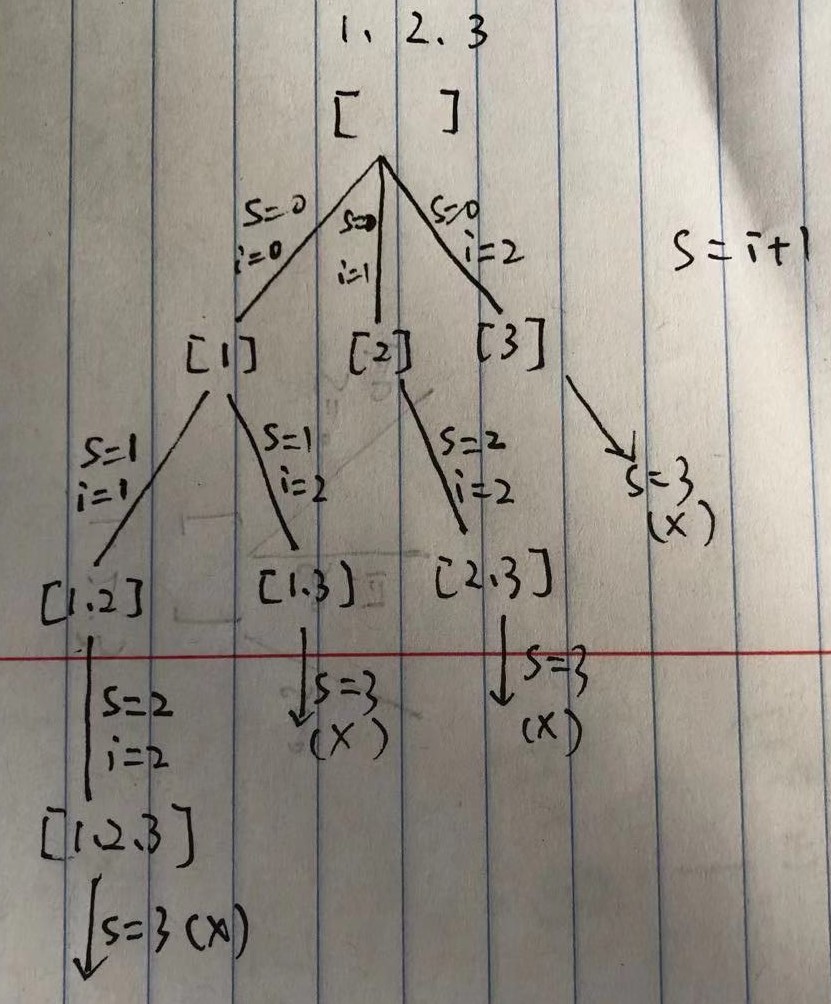 1、2、3
[ ]
s=0 s=0 s=0
i=0 i=1 i=2
s=i+1
[1] [2] [3]
s=1 s=1 s=2 s=3
i=1 i=2 i=2 (x)
[1.2] [1.3] [2.3]
s=2 s=3 s=3
i=2 (x) (x)
[1.2.3]
s=3 (x)